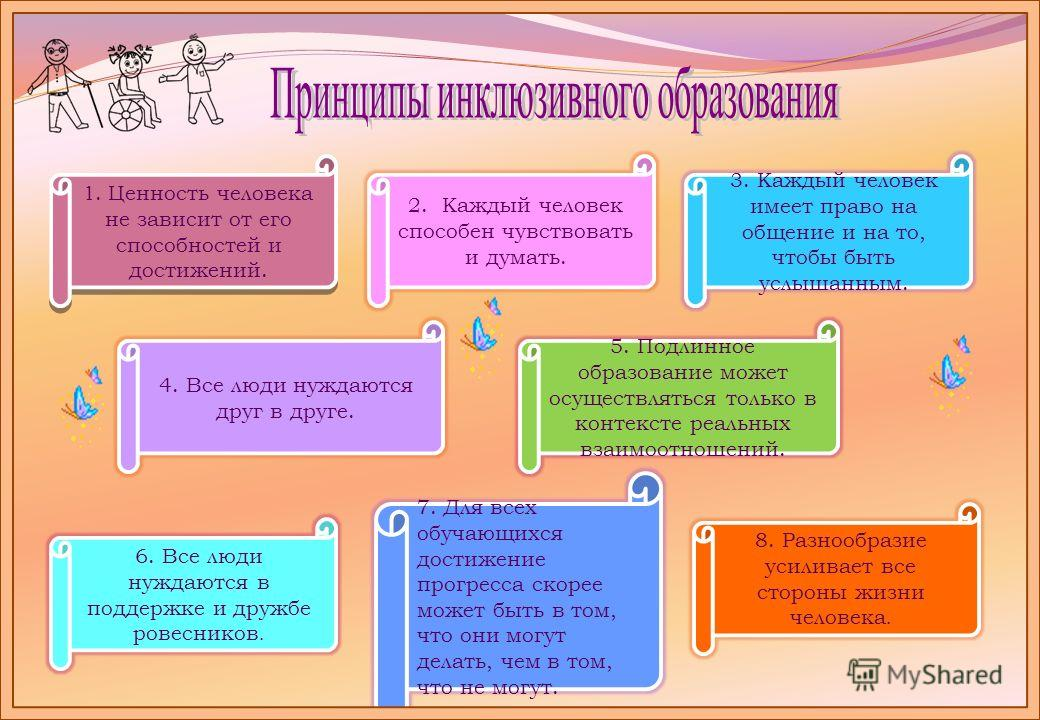 Принципы инклюзивного образования
1. Ценность человека
не зависит от его
способностей и
достижений.
2. Каждый человек
способен чувствовать
и думать.
3. Каждый человек
имеет право на
общение и на то,
чтобы быть
услышанным.
4. Все люди нуждаются
друг в друге.
5. Подлинное
образование может
осуществляться только в
контексте реальных
взаимоотношений.
6. Все люди
нуждаются в
поддержке и дружбе
ровесников.
7. Для всех
обучающихся
достижение
прогресса скорее
может быть в том,
что они могут
делать, чем в том,
что не могут.
8. Разнообразие
усиливает все
стороны жизни
человека.
MyShared